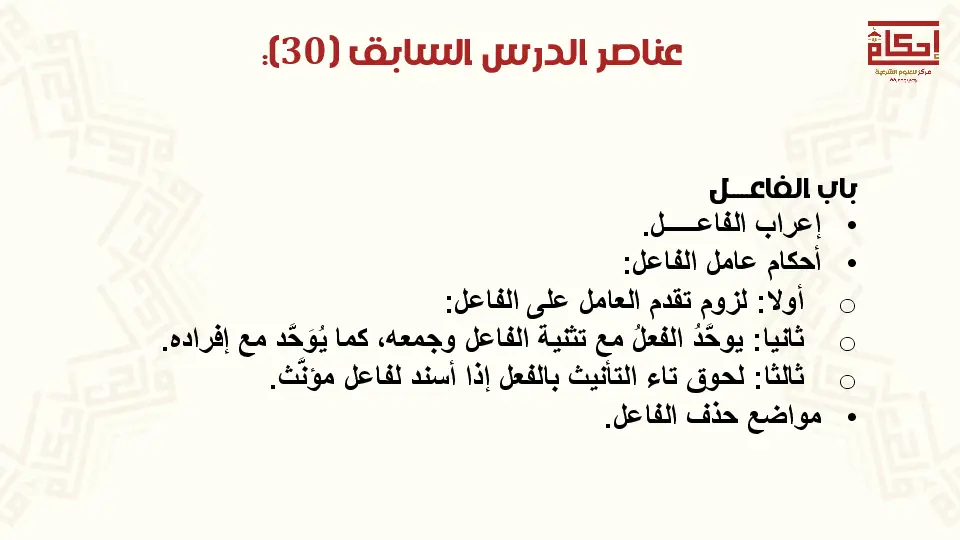 عناصر الدرس السابق (30):
إحكام
مركز للعلوم الشرعية
باب الفاعـــل
• إعراب الفاعـــــل.
• أحكام عامل الفاعل:
○ أولا: لزوم تقدم العامل على الفاعل:
○ ثانيا: يوحَّدُ الفعلُ مع تثنية الفاعل وجمعه، كما يُوَحَّد مع إفراده.
○ ثالثا: لحوق تاء التأنيث بالفعل إذا أسند لفاعل مؤنَّث.
• مواضع حذف الفاعل.